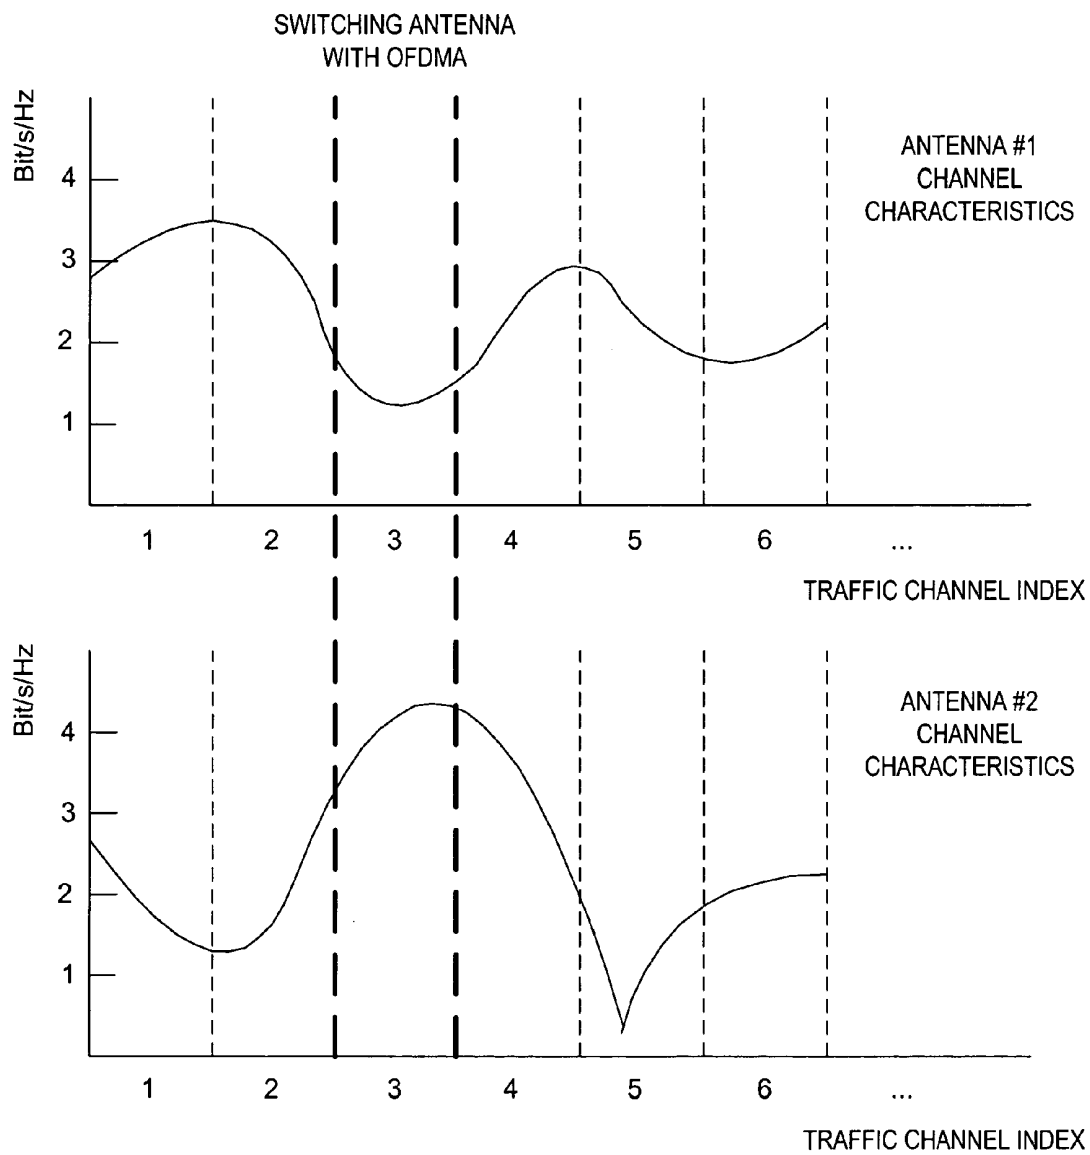 SWITCHING ANTENNA
WITH OFDMA
Bit/s/Hz
4
3
2
1
ANTENNA #1
CHANNEL
CHARACTERISTICS
1 2 3 4 5 6 ...
TRAFFIC CHANNEL INDEX
Bit/s/Hz
4
3
2
1
ANTENNA #2
CHANNEL
CHARACTERISTICS
1 2 3 4 5 6 ...
TRAFFIC CHANNEL INDEX